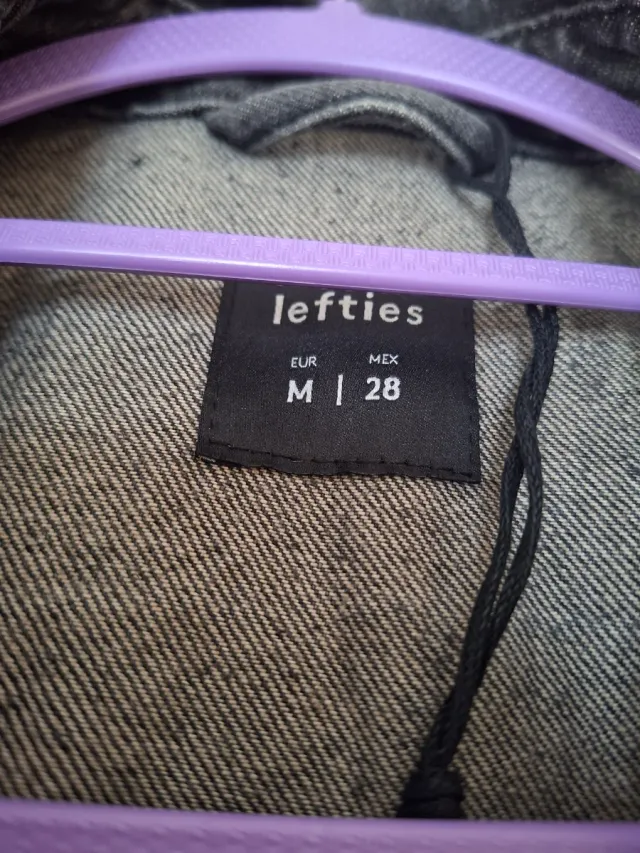 lefties
EUR MEX
M | 28